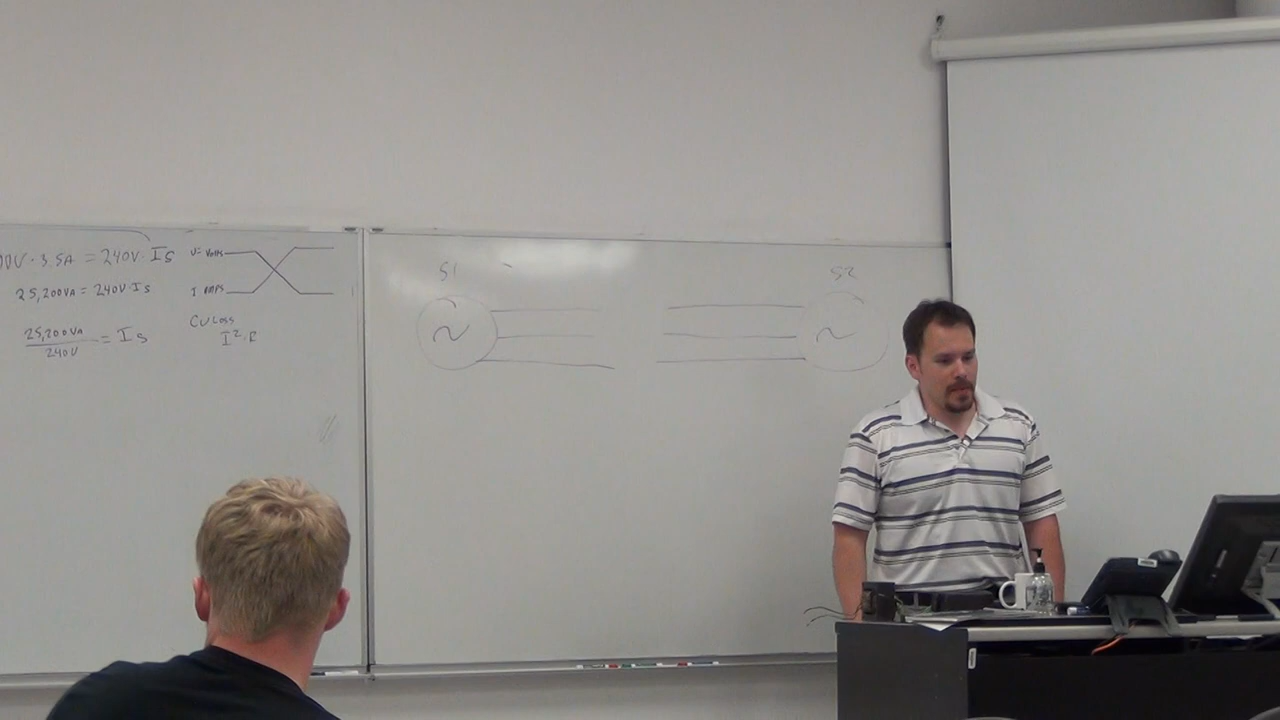 00V · 3.5A = 240V · Is
25,200VA = 240V · Is
25,200VA
240V
= Is
V = Volts
I AMPS
CU LOSS
I² · R
S1
S2